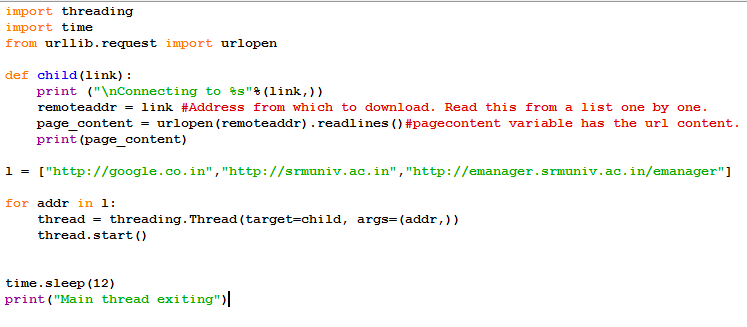 import threading
import time
from urllib.request import urlopen

def child(link):
    print ("\nConnecting to %s"%(link,))
    remoteaddr = link #Address from which to download. Read this from a list one by one.
    page_content = urlopen(remoteaddr).readlines()#pagecontent variable has the url content.
    print(page_content)

l = ["http://google.co.in","http://srmuniv.ac.in","http://emanager.srmuniv.ac.in/emanager"]

for addr in l:
    thread = threading.Thread(target=child, args=(addr,))
    thread.start()


time.sleep(12)
print("Main thread exiting")